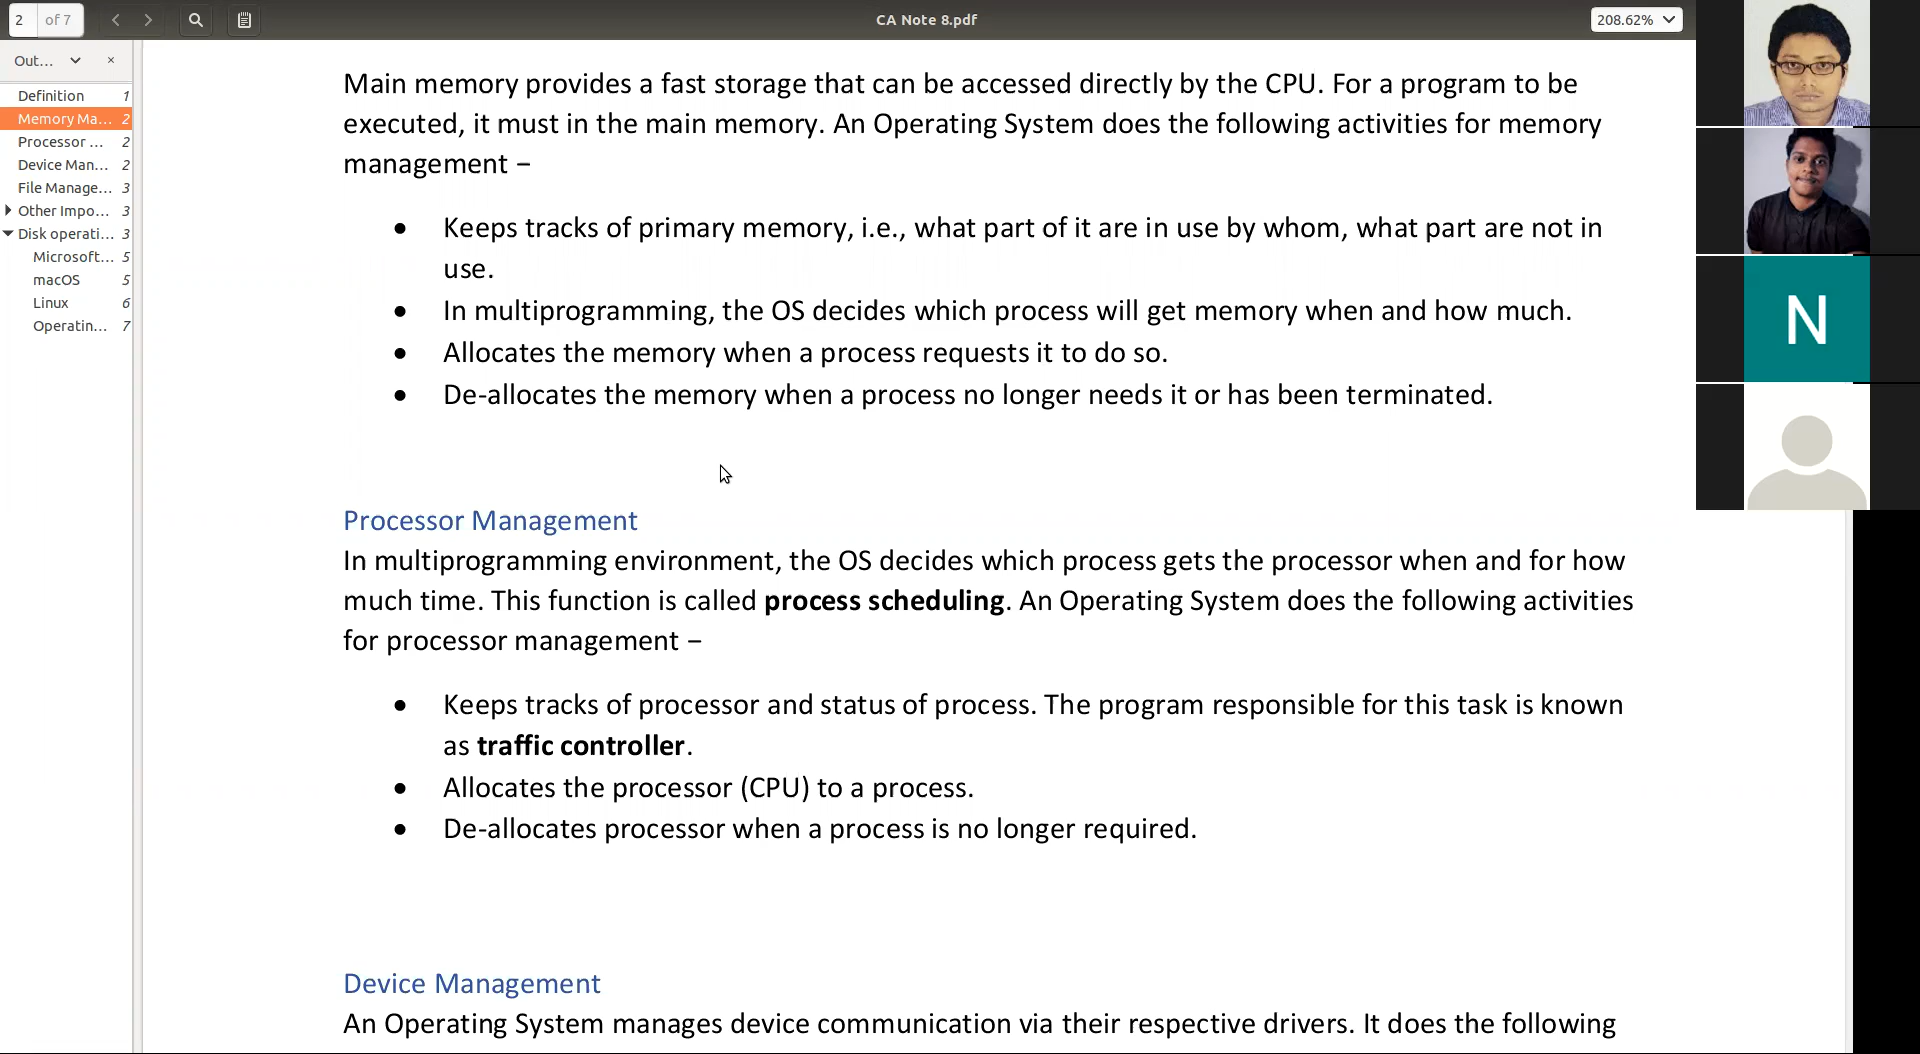 2 of 7
CA Note 8.pdf
208.62%
Out...
Definition 1
Memory Ma... 2
Processor ... 2
Device Man... 2
File Manage... 3
Other Impo... 3
Disk operati... 3
Microsoft... 5
macOS 5
Linux 6
Operatin... 7
Main memory provides a fast storage that can be accessed directly by the CPU. For a program to be
executed, it must in the main memory. An Operating System does the following activities for memory
management –
• Keeps tracks of primary memory, i.e., what part of it are in use by whom, what part are not in
use.
• In multiprogramming, the OS decides which process will get memory when and how much.
• Allocates the memory when a process requests it to do so.
• De-allocates the memory when a process no longer needs it or has been terminated.
Processor Management
In multiprogramming environment, the OS decides which process gets the processor when and for how
much time. This function is called process scheduling. An Operating System does the following activities
for processor management –
• Keeps tracks of processor and status of process. The program responsible for this task is known
as traffic controller.
• Allocates the processor (CPU) to a process.
• De-allocates processor when a process is no longer required.
Device Management
An Operating System manages device communication via their respective drivers. It does the following
N